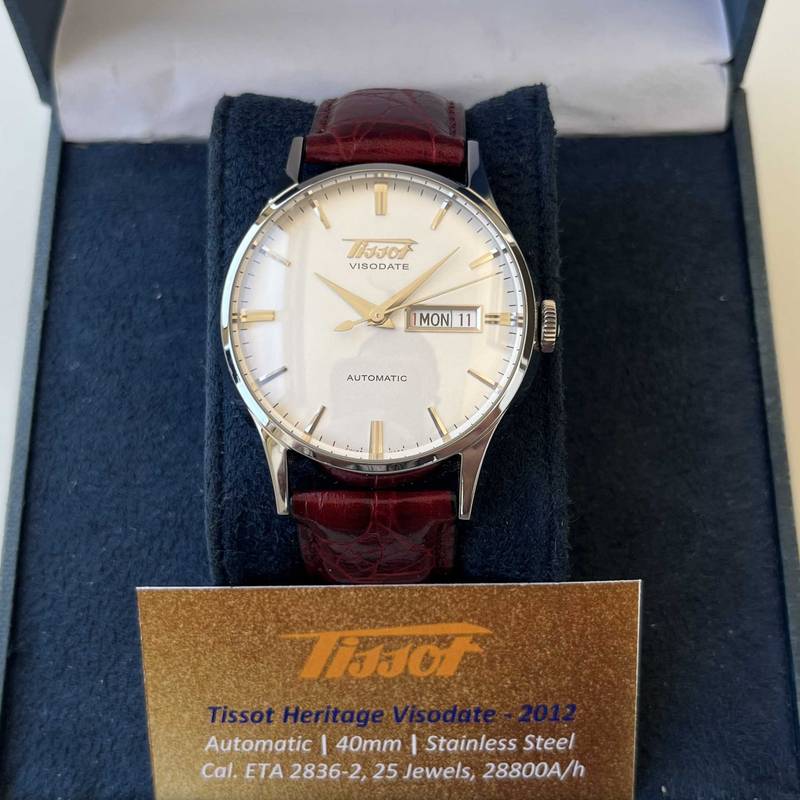 Tissot
VISODATE
MON 11
AUTOMATIC
Tissot
Tissot Heritage Visodate - 2012
Automatic | 40mm | Stainless Steel
Cal. ETA 2836-2, 25 Jewels, 28800A/h